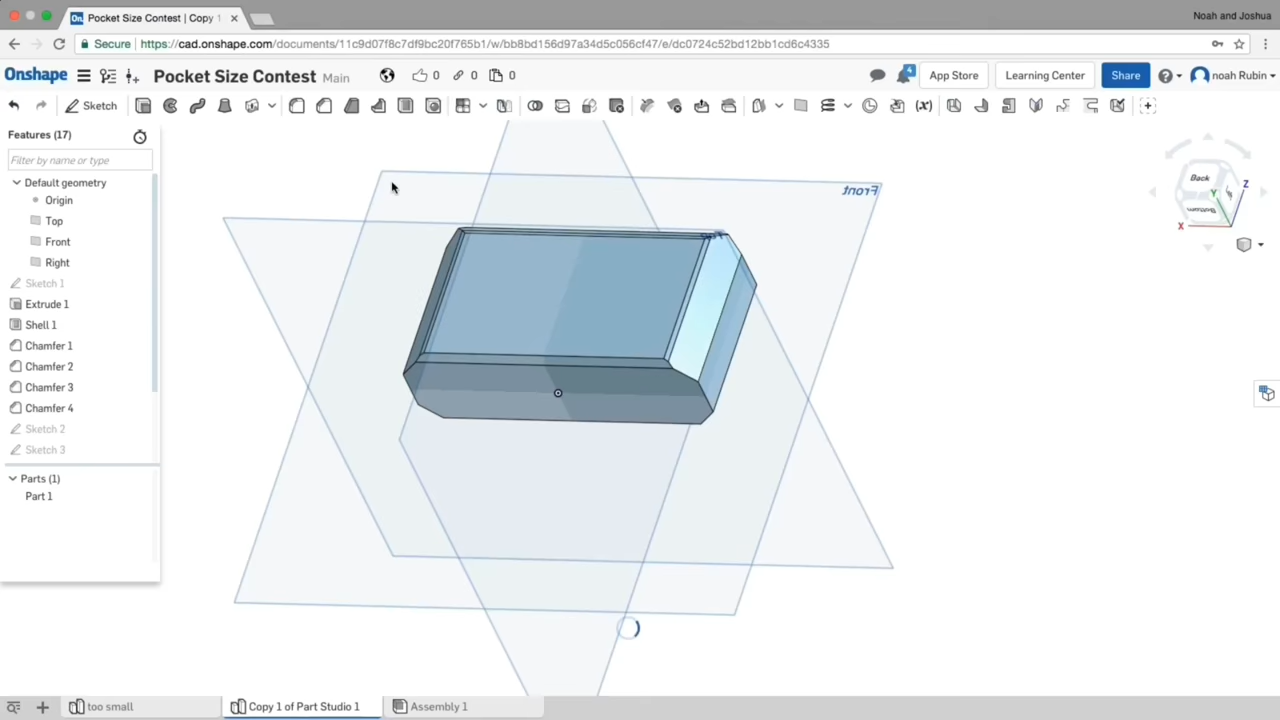 Pocket Size Contest | Copy 1
Noah and Joshua
Secure https://cad.onshape.com/documents/11c9d07f8c7df9bc20f765b1/w/bb8bd156d97a34d5c056cf47/e/dc0724c52bd12bb1cd6c4335
Onshape Pocket Size Contest Main 0 0 0 4 App Store Learning Center Share noah Rubin
Sketch (x)
Features (17)
Filter by name or type
Default geometry
Origin
Top
Front
Right
Sketch 1
Extrude 1
Shell 1
Chamfer 1
Chamfer 2
Chamfer 3
Chamfer 4
Sketch 2
Sketch 3
Parts (1)
Part 1
Front
Back
Bottom
Z
Y
X
too small
Copy 1 of Part Studio 1
Assembly 1